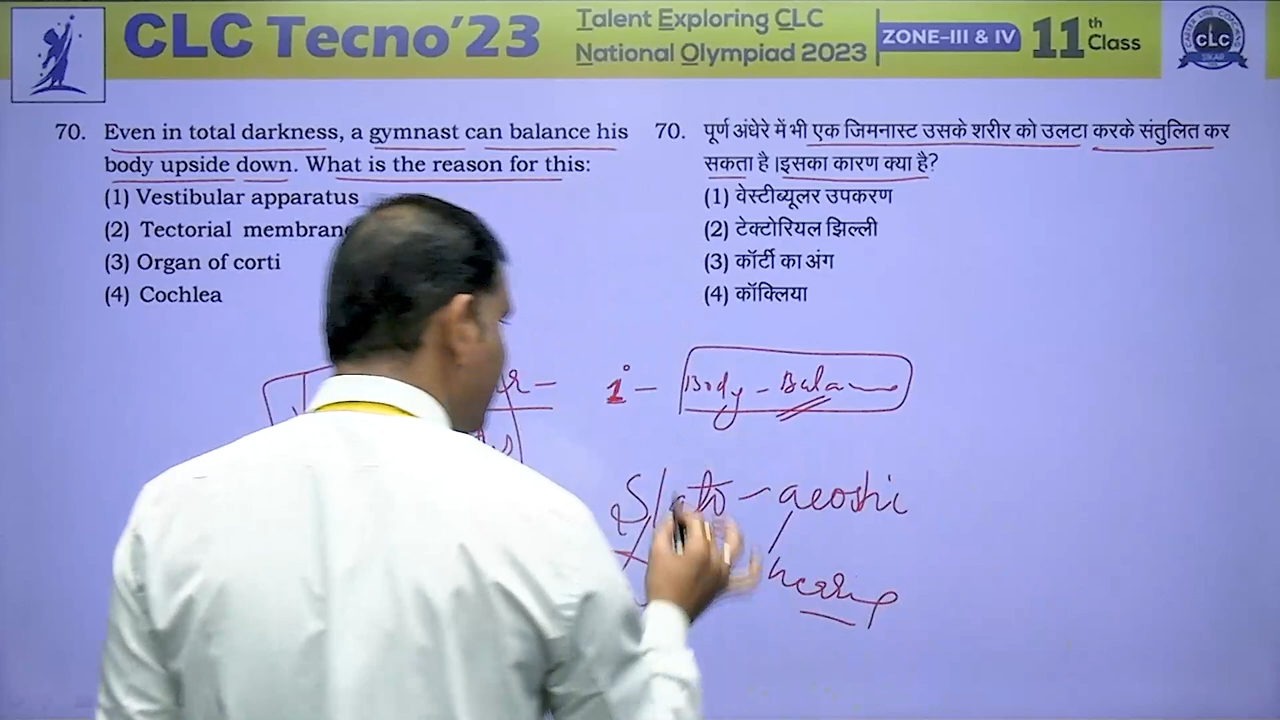 CLC Tecno'23
Talent Exploring CLC
National Olympiad 2023
ZONE–III & IV
11th Class
CLC
70. Even in total darkness, a gymnast can balance his
body upside down. What is the reason for this:
(1) Vestibular apparatus
(2) Tectorial membran
(3) Organ of corti
(4) Cochlea
70. पूर्ण अंधेरे में भी एक जिमनास्ट उसके शरीर को उलटा करके संतुलित कर
सकता है।इसका कारण क्या है?
(1) वेस्टीब्यूलर उपकरण
(2) टेक्टोरियल झिल्ली
(3) कॉर्टी का अंग
(4) कॉक्लिया
Body - Balance
Stato - acoshi